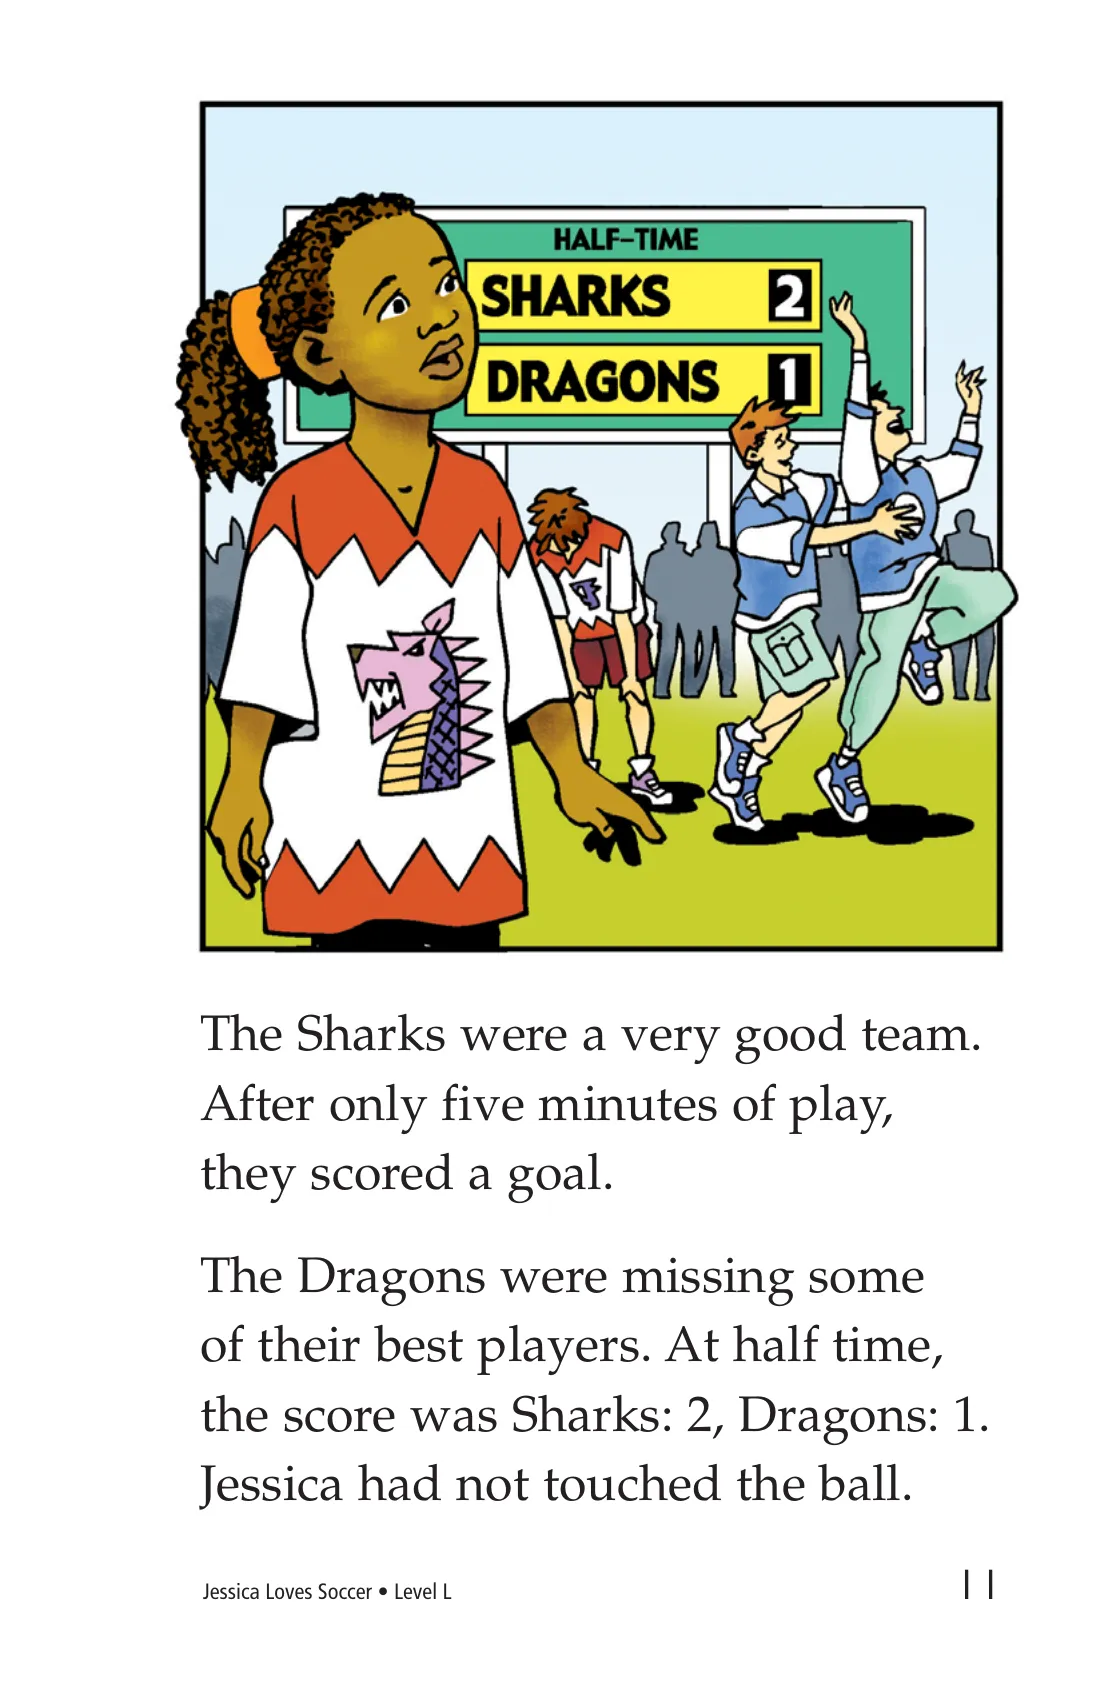 HALF-TIME
SHARKS 2
DRAGONS 1
The Sharks were a very good team.
After only five minutes of play,
they scored a goal.
The Dragons were missing some
of their best players. At half time,
the score was Sharks: 2, Dragons: 1.
Jessica had not touched the ball.
Jessica Loves Soccer • Level L 11